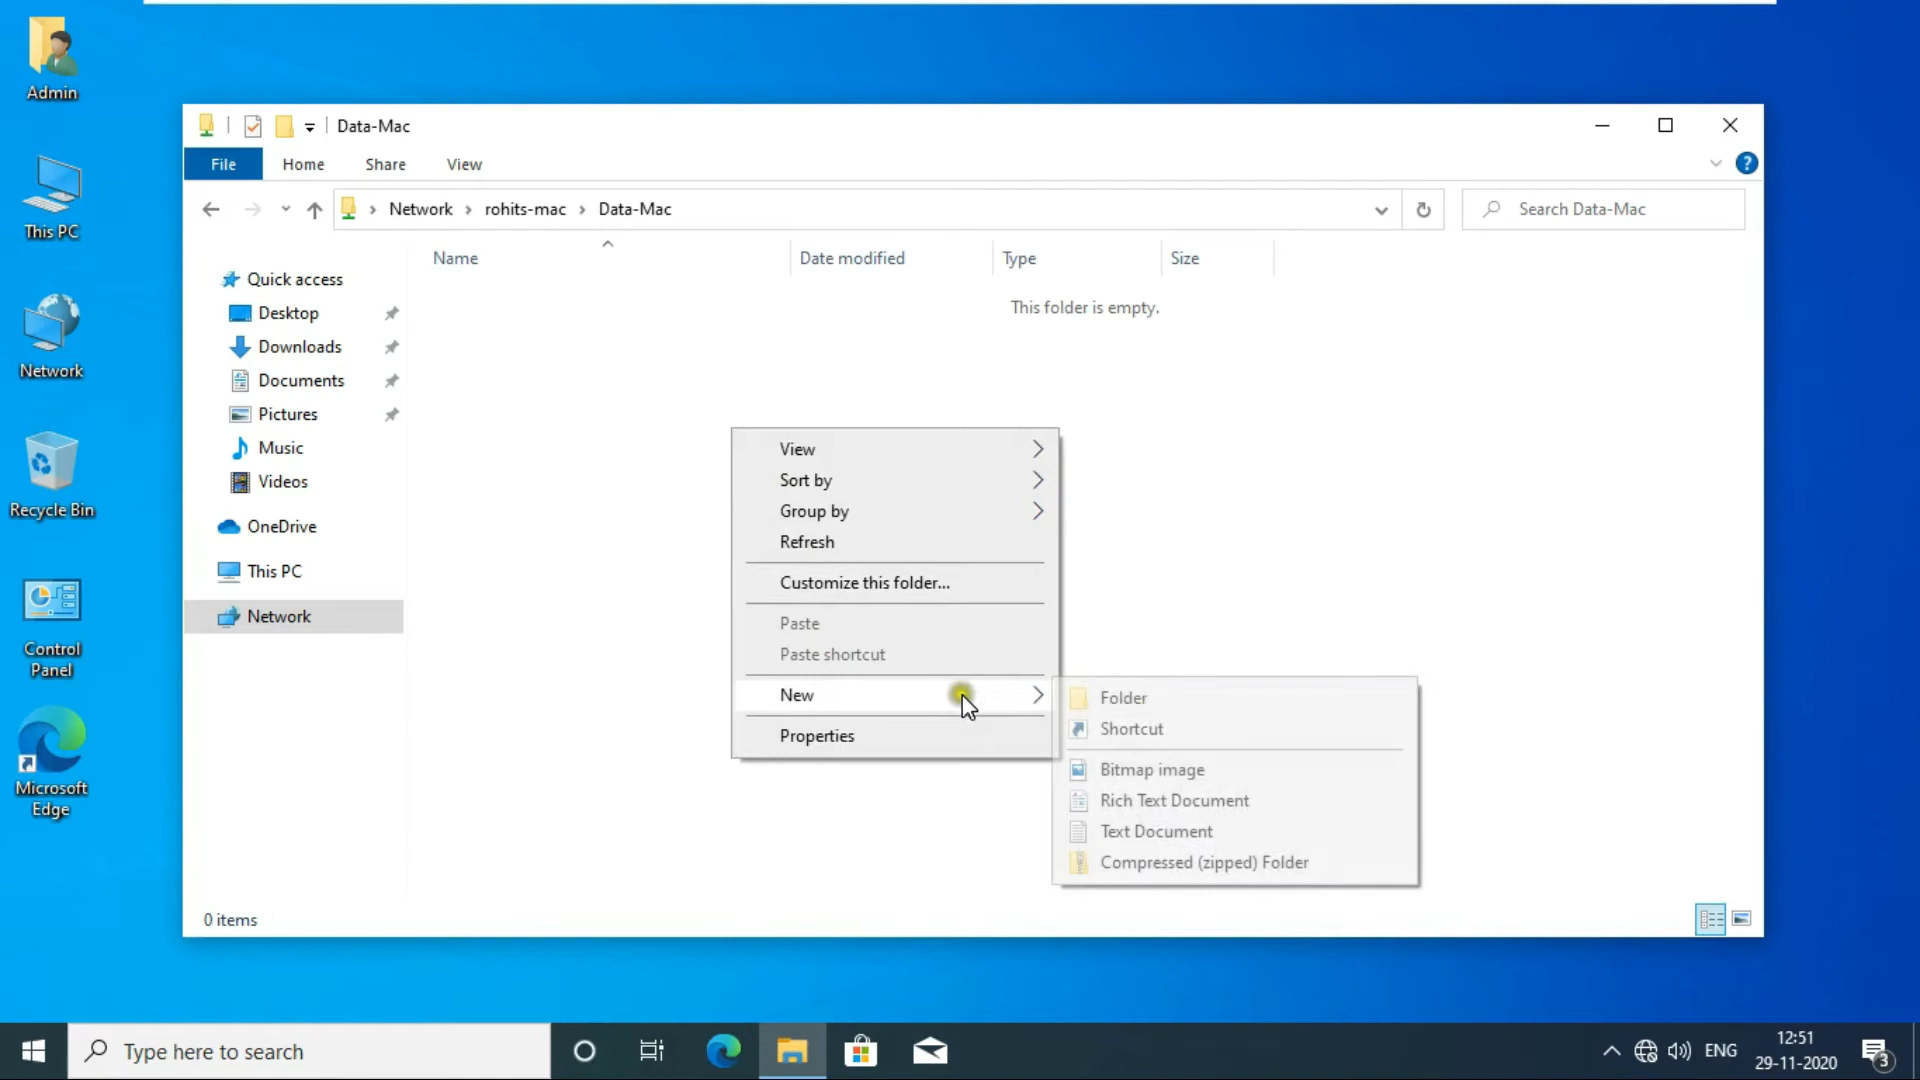 Admin
This PC
Network
Recycle Bin
Control
Panel
Microsoft
Edge
Data-Mac
File Home Share View
?
Network rohits-mac Data-Mac
Search Data-Mac
Name Date modified Type Size
This folder is empty.
Quick access
Desktop
Downloads
Documents
Pictures
Music
Videos
OneDrive
This PC
Network
View
Sort by
Group by
Refresh
Customize this folder...
Paste
Paste shortcut
New
Properties
Folder
Shortcut
Bitmap image
Rich Text Document
Text Document
Compressed (zipped) Folder
0 items
Type here to search
ENG
12:51
29-11-2020
3